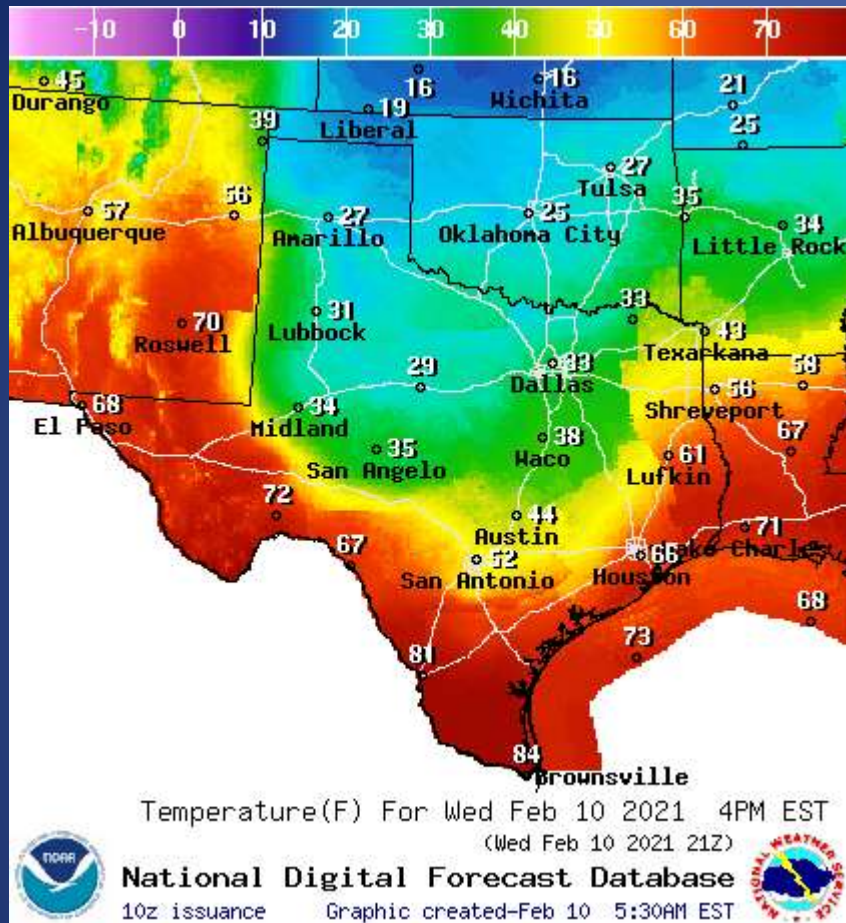 -10 0 10 20 30 40 50 60 70
45 Durango
16
16 Wichita
21
19 Liberal
39
25
27 Tulsa
57 Albuquerque
56
27 Amarillo
25 Oklahoma City
35
34 Little Rock
70 Roswell
31 Lubbock
33
43 Texarkana
29
33 Dallas
58
56 Shreveport
68 El Paso
34 Midland
35 San Angelo
38 Waco
61 Lufkin
67
72
44 Austin
71 Lake Charles
67
52 San Antonio
66 Houston
68
81
73
84 Brownsville
Temperature(F) For Wed Feb 10 2021 4PM EST
(Wed Feb 10 2021 21Z)
NOAA
National Digital Forecast Database
10z issuance Graphic created-Feb 10 5:30AM EST
NATIONAL WEATHER SERVICE